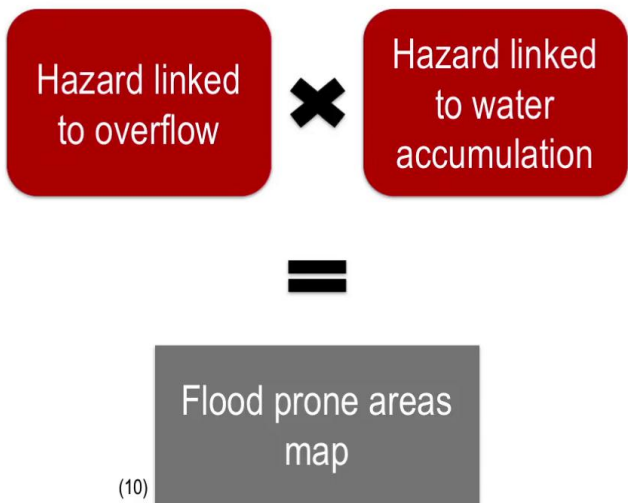 Hazard linked
to overflow
Hazard linked
to water
accumulation
Flood prone areas
map
(10)